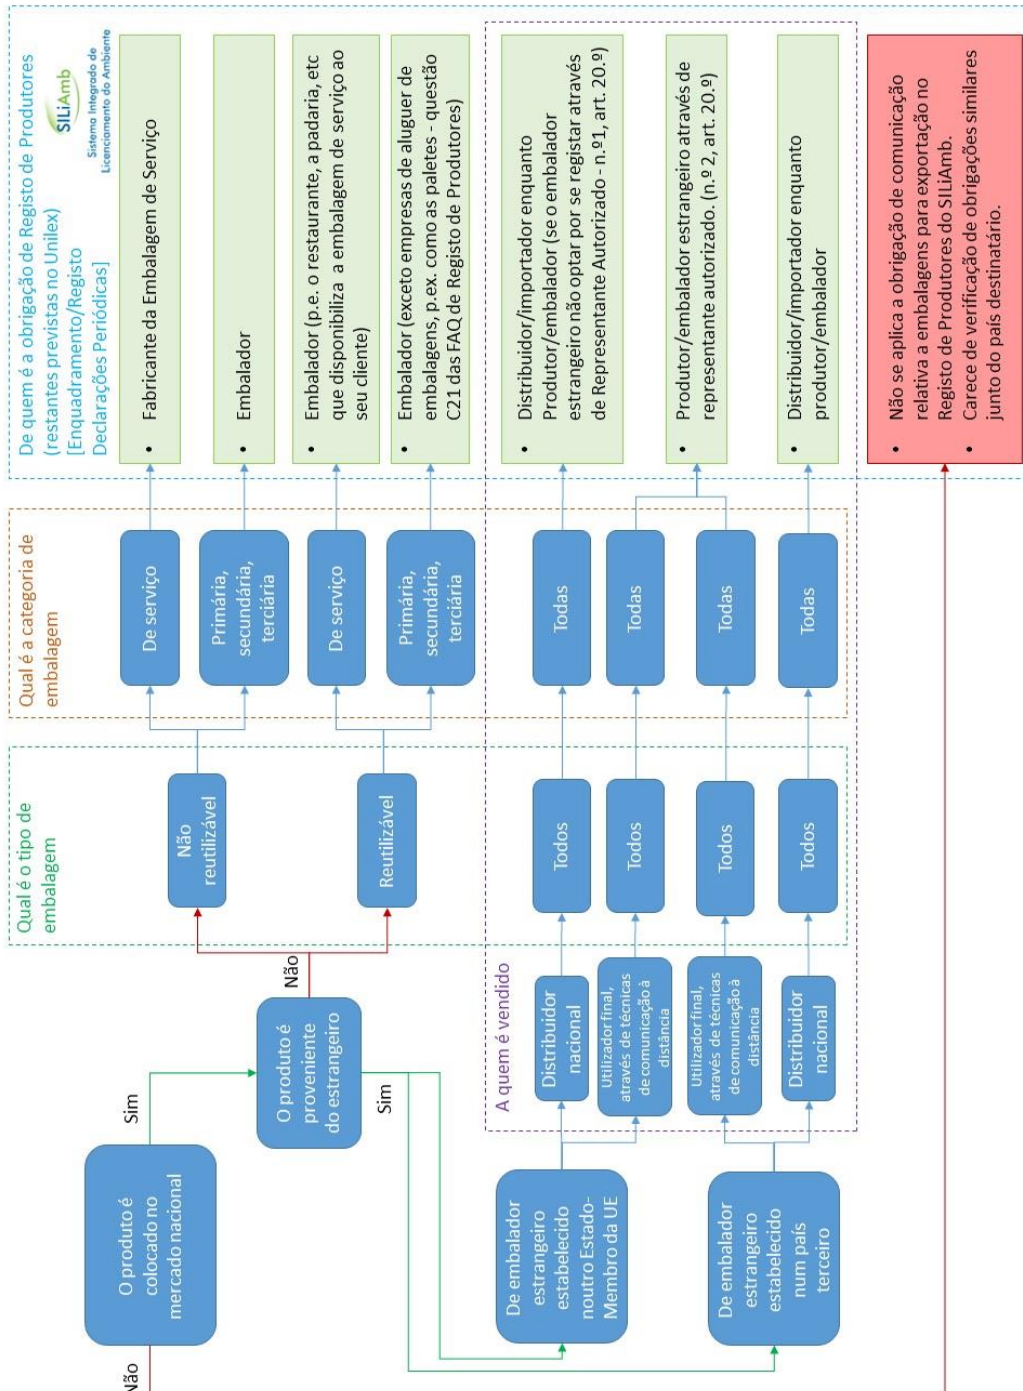 De quem é a obrigação de Registo de Produtores
(restantes previstas no Unilex)
[Enquadramento/Registo
Declarações Periódicas]
SILiAmb
Sistema Integrado de
Licenciamento do Ambiente
Qual é a categoria de
embalagem
Qual é o tipo de
embalagem
O produto é
colocado no
mercado nacional
Não
Sim
O produto é
proveniente
do estrangeiro
Não
Sim
Não
reutilizável
Reutilizável
De serviço
Primária,
secundária,
terciária
De serviço
Primária,
secundária,
terciária
• Fabricante da Embalagem de Serviço
• Embalador
• Embalador (p.e. o restaurante, a padaria, etc
que disponibiliza a embalagem de serviço ao
seu cliente)
• Embalador (exceto empresas de aluguer de
embalagens, p.ex. como as paletes - questão
C21 das FAQ de Registo de Produtores)
A quem é vendido
De embalador
estrangeiro
estabelecido
noutro Estado-
Membro da UE
De embalador
estrangeiro
estabelecido
num país
terceiro
Distribuidor
nacional
Utilizador final,
através de técnicas
de comunicação à
distância
Utilizador final,
através de técnicas
de comunicação à
distância
Distribuidor
nacional
Todos
Todos
Todos
Todos
Todas
Todas
Todas
Todas
• Distribuidor/importador enquanto
Produtor/embalador (se o embalador
estrangeiro não optar por se registar através
de Representante Autorizado - n.º1, art. 20.º)
• Produtor/embalador estrangeiro através de
representante autorizado. (n.º 2, art. 20.º)
• Distribuidor/importador enquanto
produtor/embalador
• Não se aplica a obrigação de comunicação
relativa a embalagens para exportação no
Registo de Produtores do SILiAmb.
• Carece de verificação de obrigações similares
junto do país destinatário.